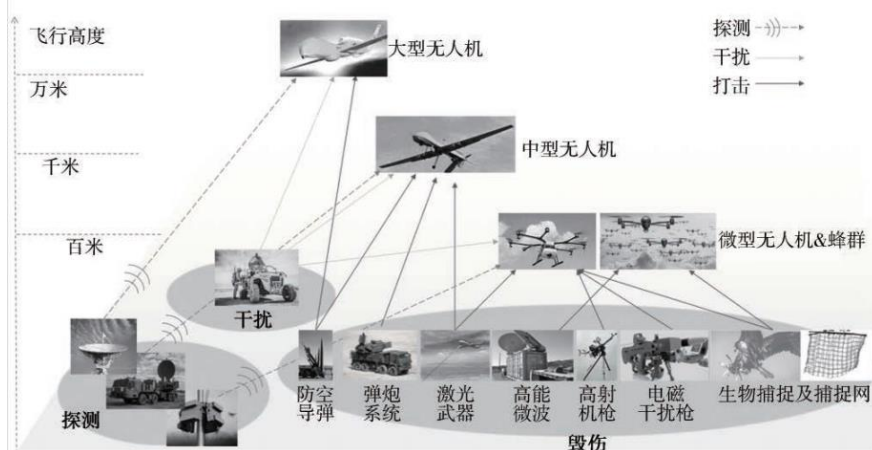 飞行高度
万米
千米
百米
大型无人机
中型无人机
微型无人机&蜂群
探测
干扰
打击
干扰
探测
防空
导弹
弹炮
系统
激光
武器
高能
微波
高射
机枪
电磁
干扰枪
生物捕捉及捕捉网
毁伤